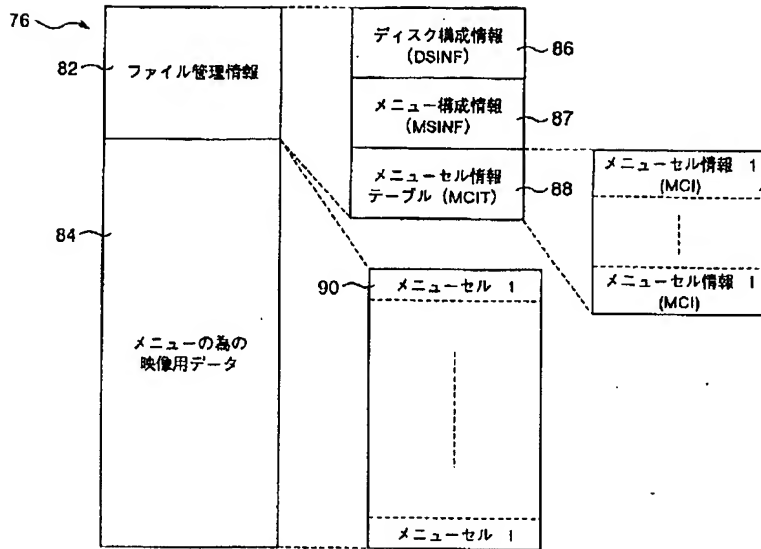 76
82
ファイル管理情報
84
メニューの為の
映像用データ
ディスク構成情報
(DSINF)
86
メニュー構成情報
(MSINF)
87
メニューセル情報
テーブル (MCIT)
88
メニューセル情報 1
(MCI)
メニューセル情報 I
(MCI)
90
メニューセル 1
メニューセル I